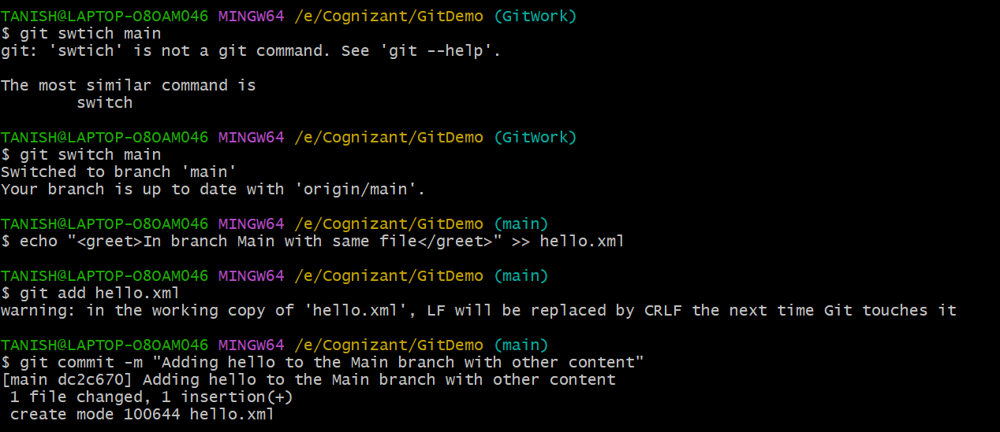 TANISH@LAPTOP-O8OAMO46 MINGW64 /e/Cognizant/GitDemo (GitWork)
$ git swtich main
git: 'swtich' is not a git command. See 'git --help'.
The most similar command is
switch
TANISH@LAPTOP-O8OAMO46 MINGW64 /e/Cognizant/GitDemo (GitWork)
$ git switch main
Switched to branch 'main'
Your branch is up to date with 'origin/main'.
TANISH@LAPTOP-O8OAMO46 MINGW64 /e/Cognizant/GitDemo (main)
$ echo "<greet>In branch Main with same file</greet>" >> hello.xml
TANISH@LAPTOP-O8OAMO46 MINGW64 /e/Cognizant/GitDemo (main)
$ git add hello.xml
warning: in the working copy of 'hello.xml', LF will be replaced by CRLF the next time Git touches it
TANISH@LAPTOP-O8OAMO46 MINGW64 /e/Cognizant/GitDemo (main)
$ git commit -m "Adding hello to the Main branch with other content"
[main dc2c670] Adding hello to the Main branch with other content
1 file changed, 1 insertion(+)
create mode 100644 hello.xml